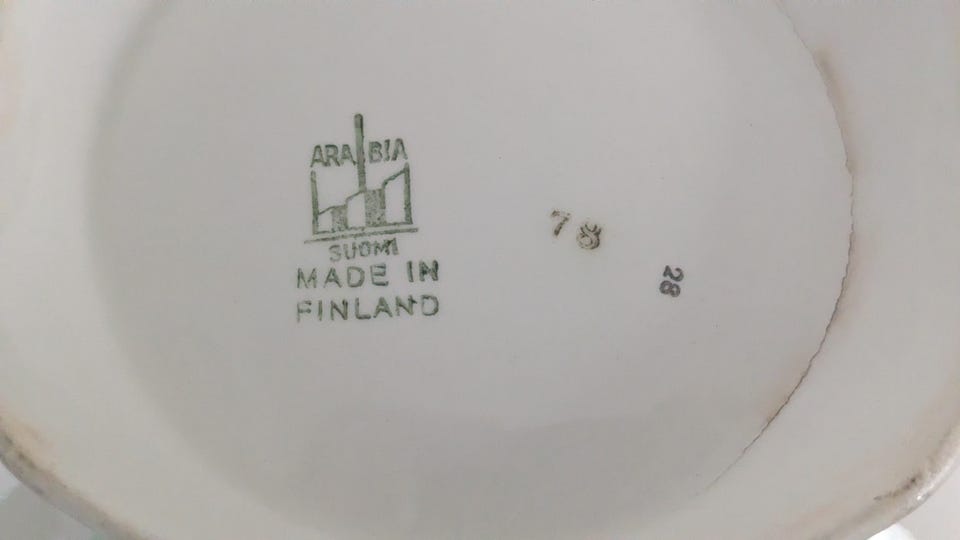 ARABIA
SUOMI
MADE IN
FINLAND
78
28